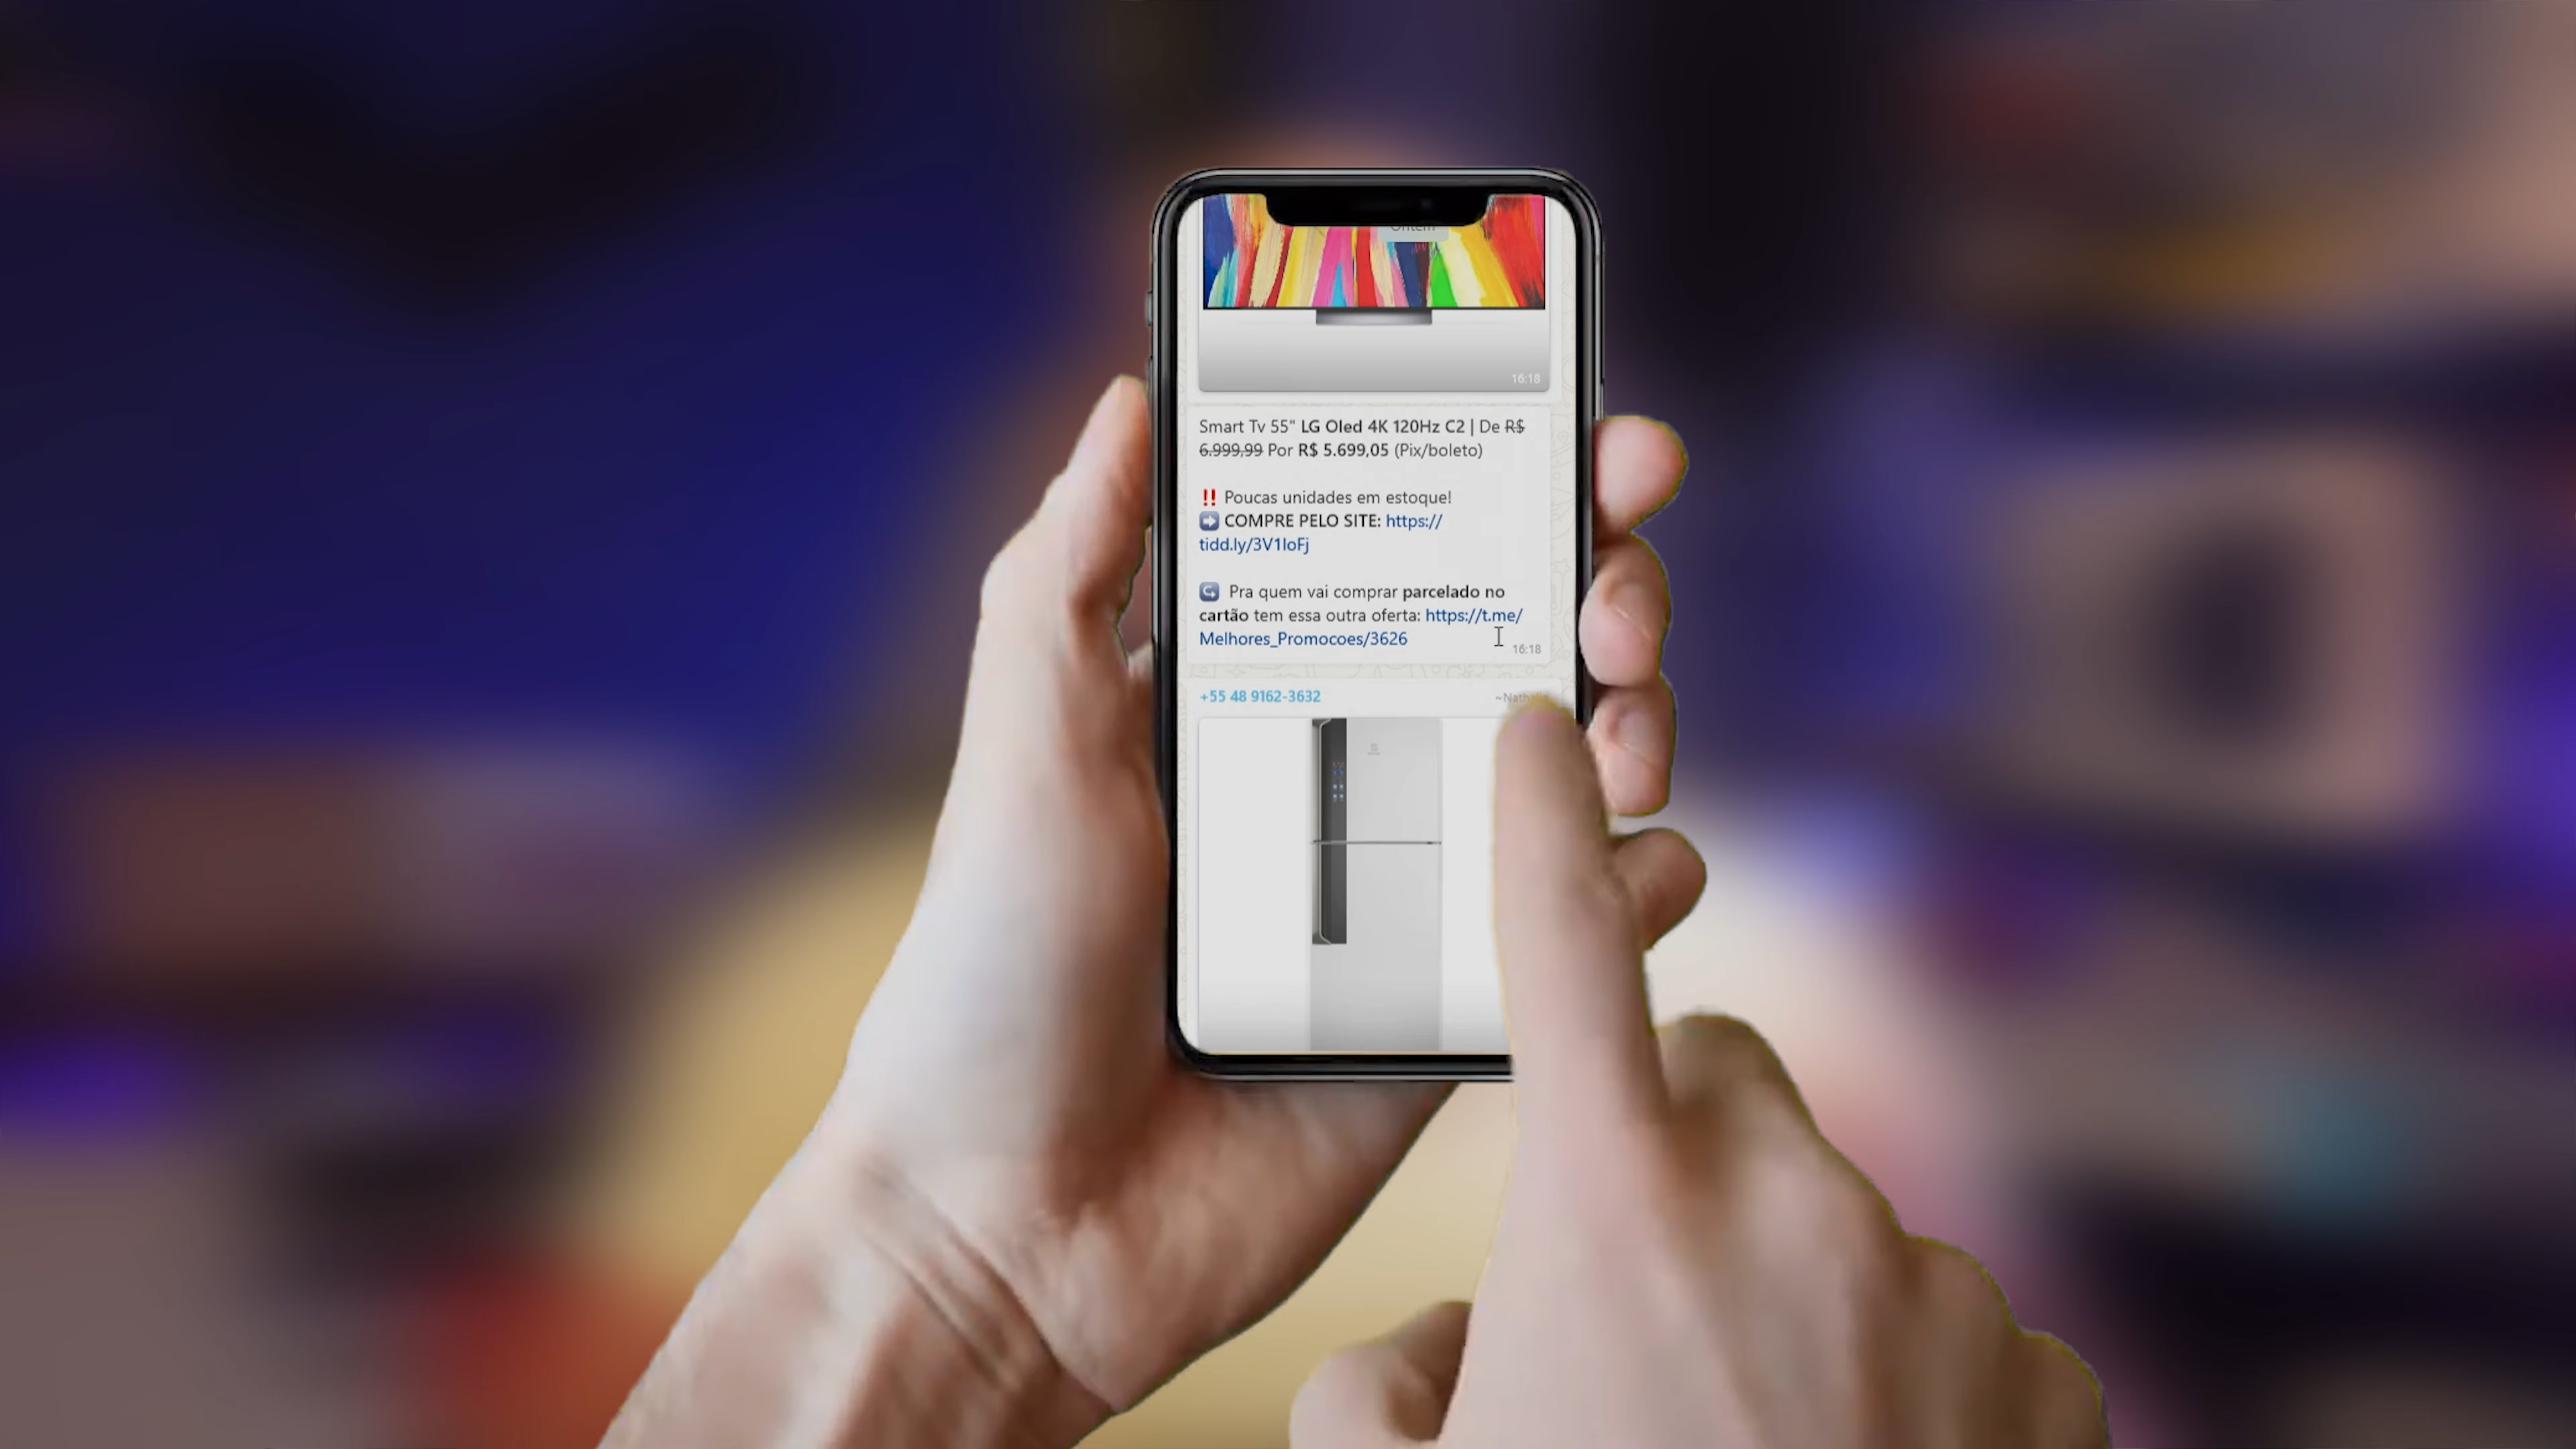 Ontem
16:18
Smart Tv 55" LG Oled 4K 120Hz C2 | De R$
6.999,99 Por R$ 5.699,05 (Pix/boleto)
‼️ Poucas unidades em estoque!
➡️ COMPRE PELO SITE: https://
tidd.ly/3V1IoFj
↪️ Pra quem vai comprar parcelado no
cartão tem essa outra oferta: https://t.me/
Melhores_Promocoes/3626
16:18
+55 48 9162-3632